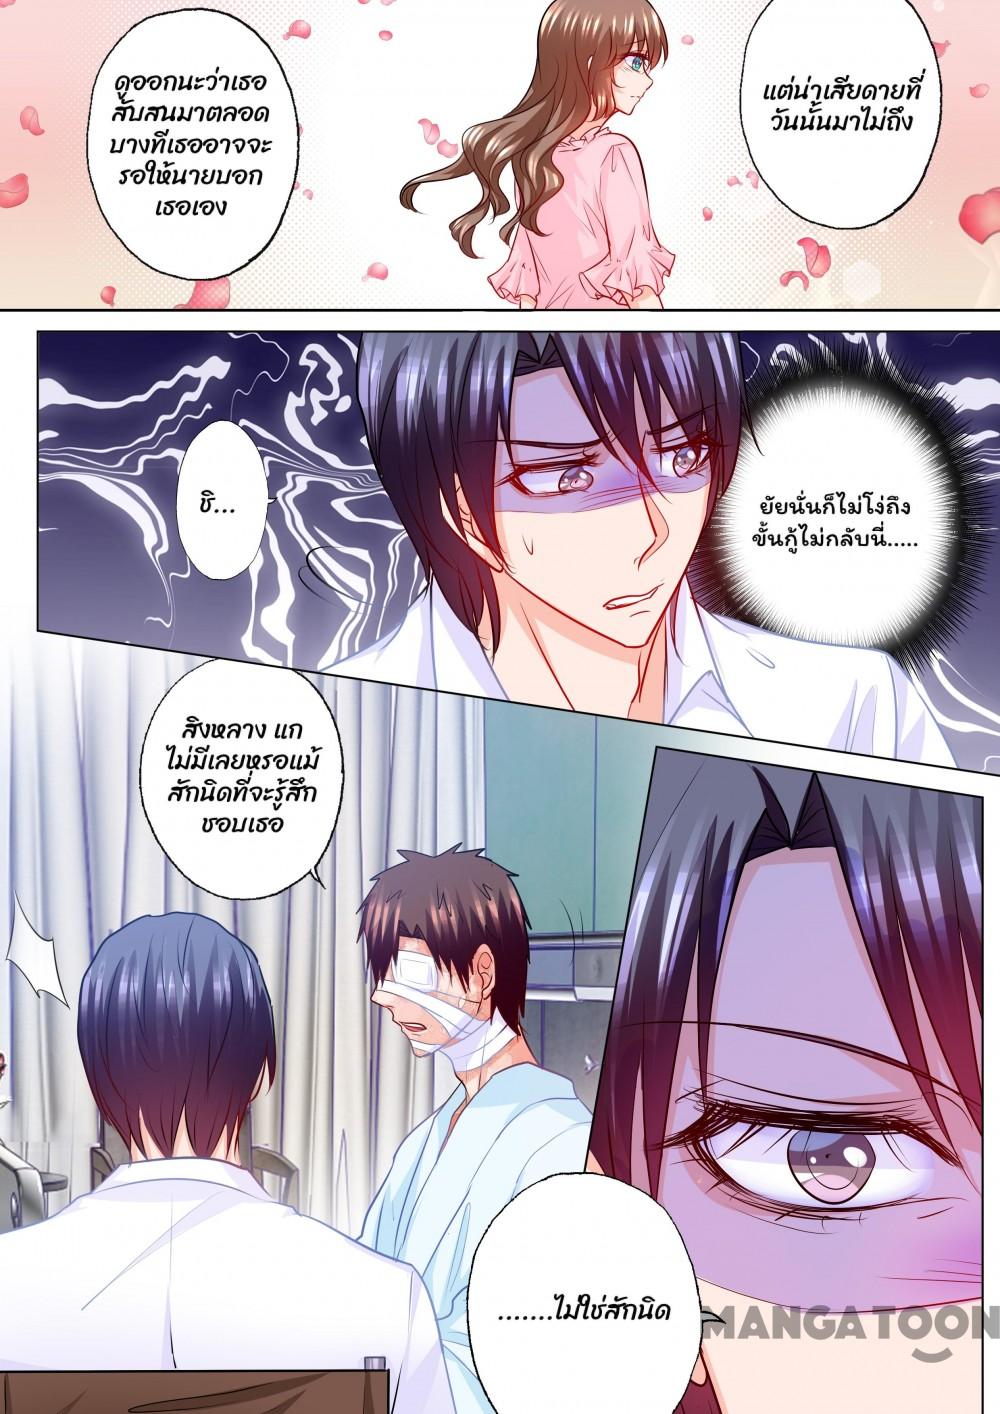 แต่น่าเสียดายที่
วันนั้นมาไม่ถึง
ดูออกนะว่าเธอ
สับสนมาตลอด
บางทีเธออาจจะ
รอให้นายบอก
เธอเอง
ยัยนั่นก็ไม่โง่ถึง
ขั้นกู้ไม่กลับนี่.....
ชิ...
สิงหลาง แก
ไม่มีเลยหรอแม้
สักนิดที่จะรู้สึก
ชอบเธอ
.......ไม่ใช่สักนิด
MANGATOON